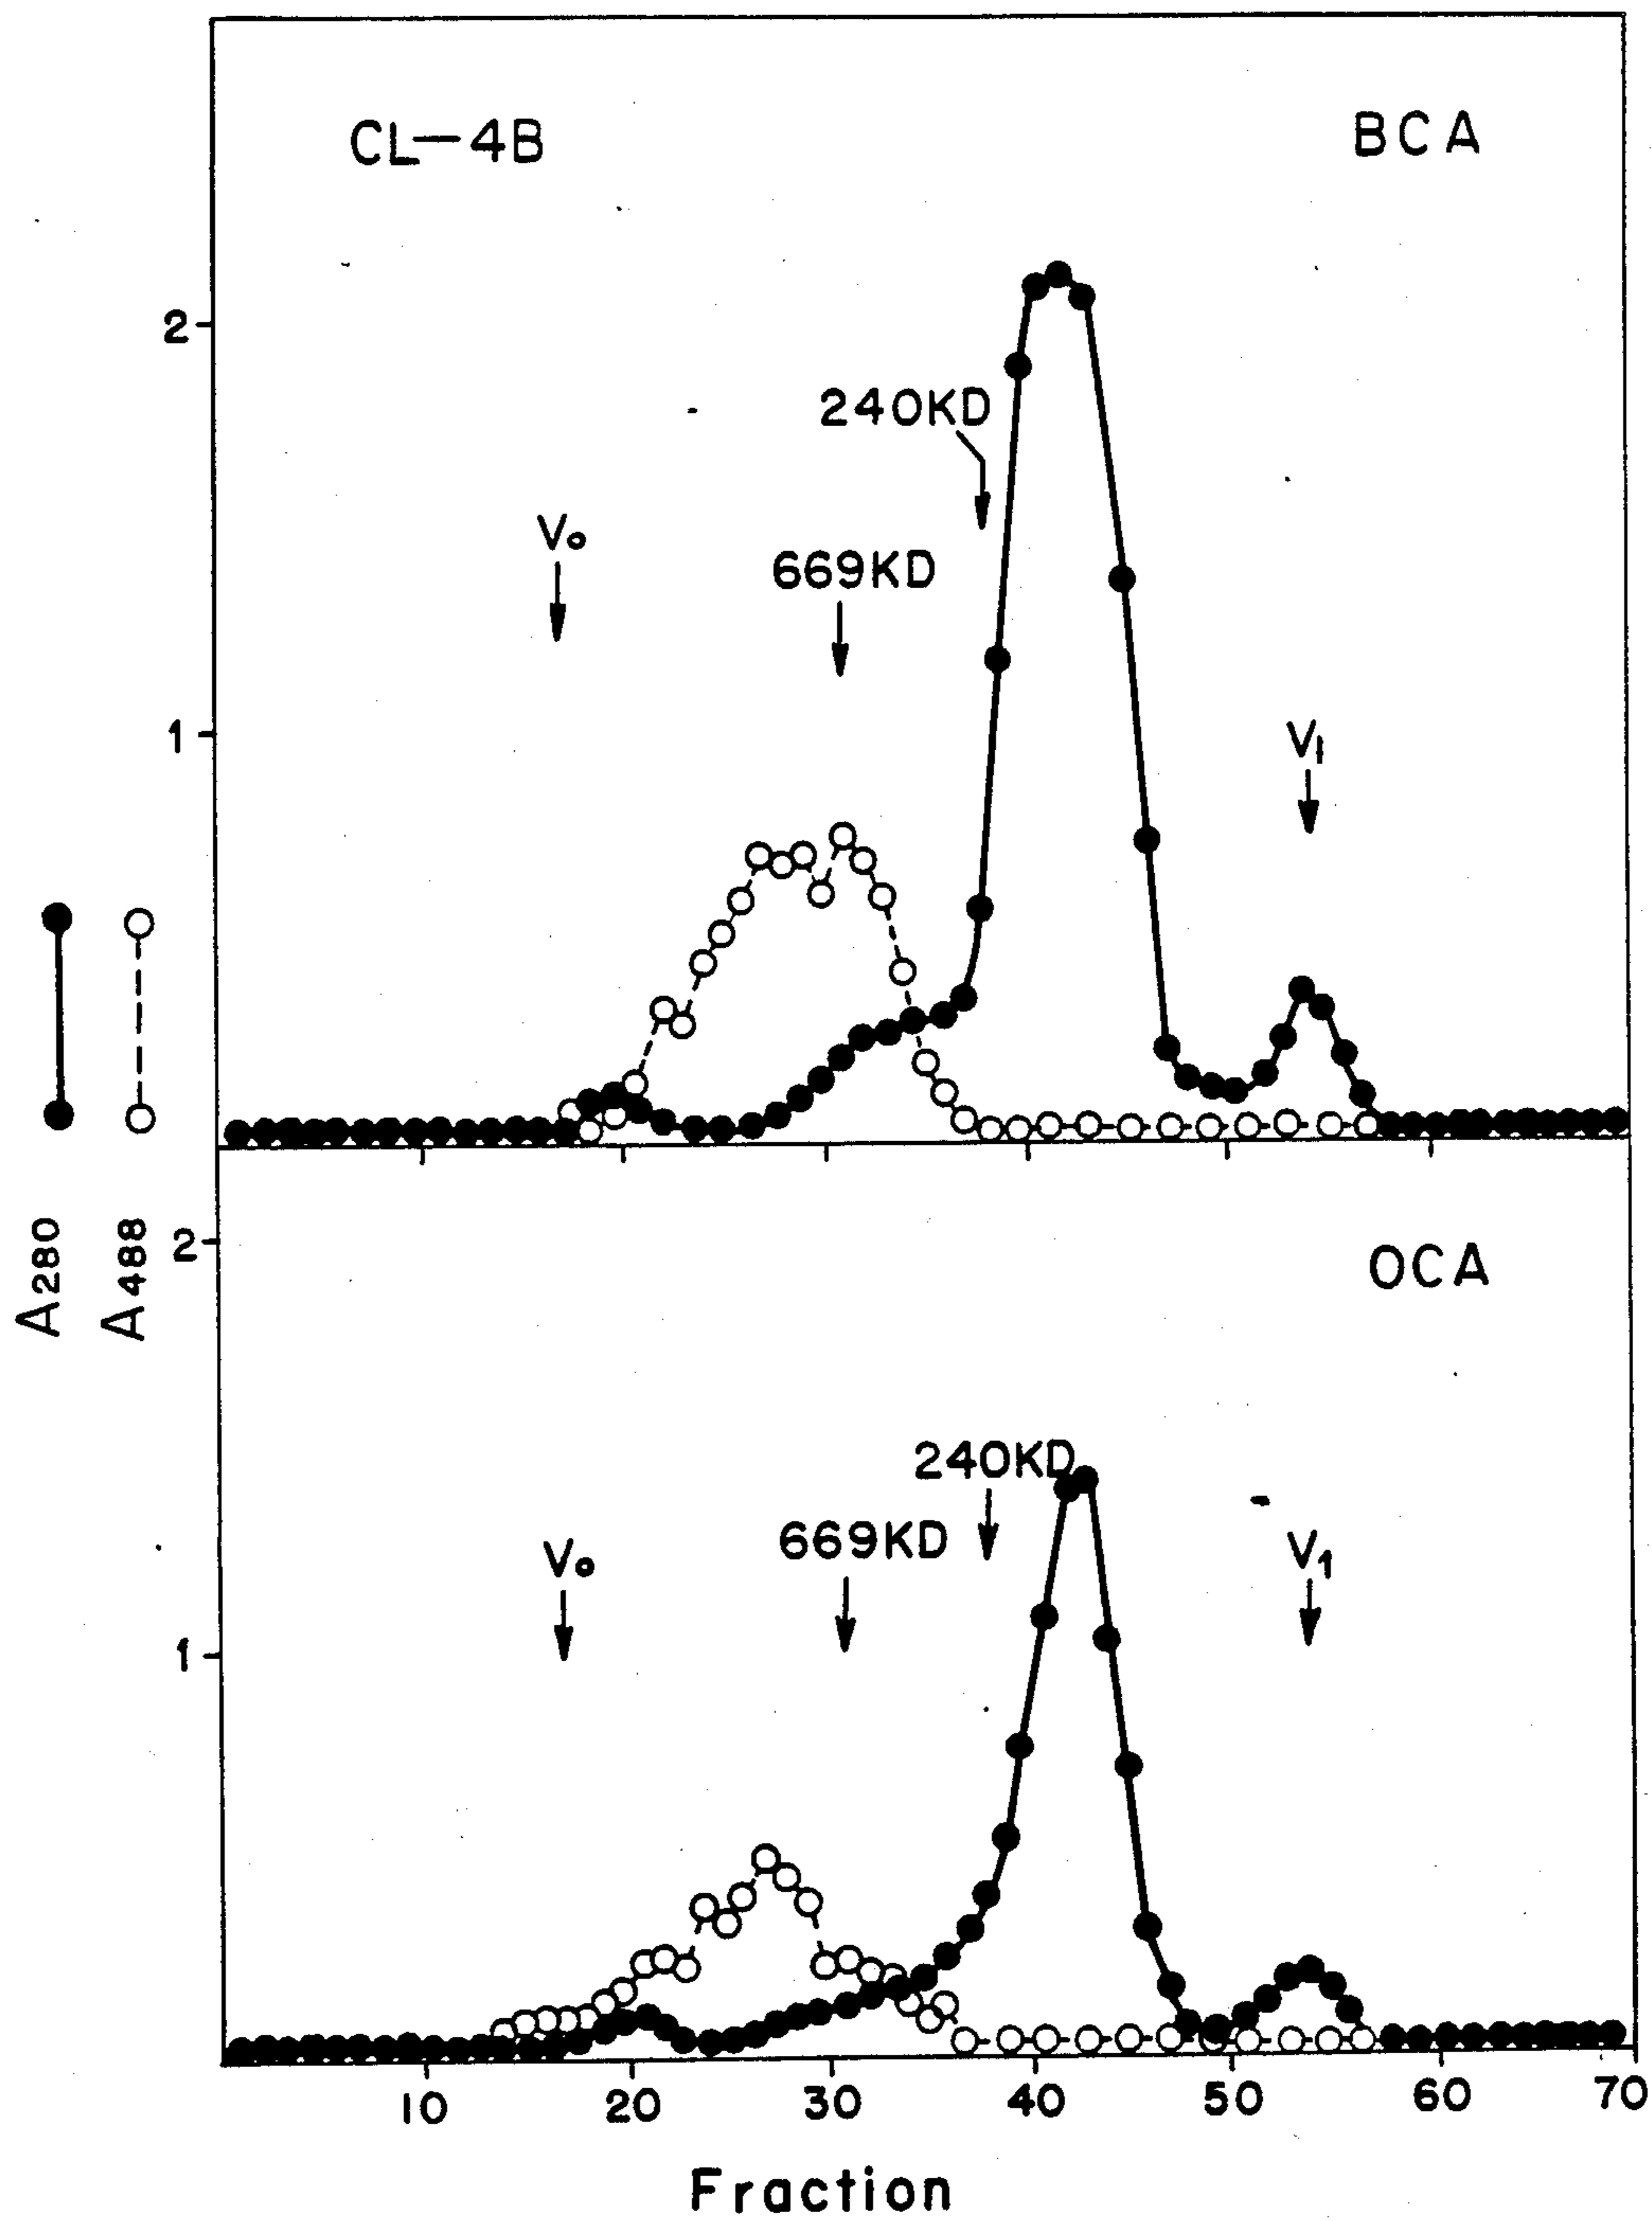 CL-4B
BCA
2
240KD
Vo
669KD
1
V1
A280
A488
2
OCA
240KD
669KD
Vo
V1
1
10 20 30 40 50 60 70
Fraction